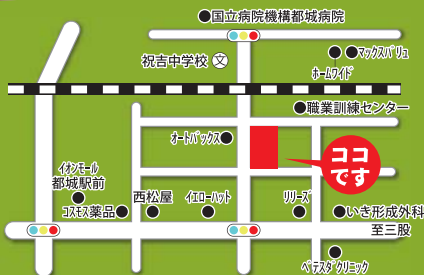 国立病院機構都城病院
祝吉中学校 文
マックスバリュ
ホームワイド
職業訓練センター
オートバックス
ココ
です
イオンモール
都城駅前
コスモス薬品
西松屋
イエローハット
リリーズ
いき形成外科
至三股
ベテスダクリニック